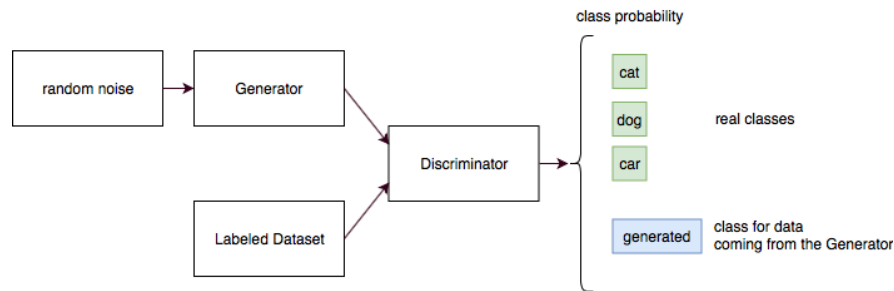 class probability
random noise
Generator
cat
dog
real classes
Discriminator
car
Labeled Dataset
generated
class for data
coming from the Generator